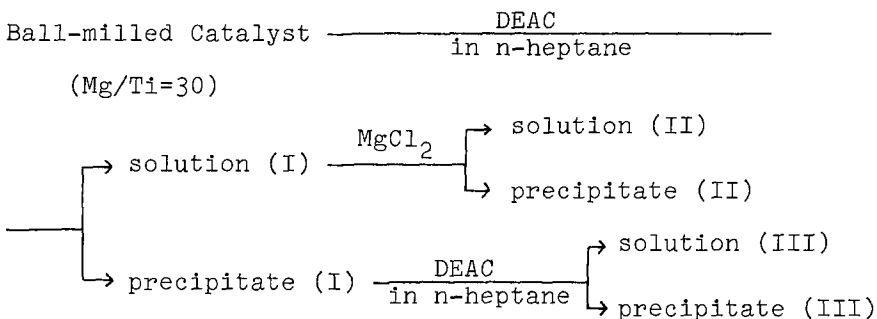 Ball-milled Catalyst DEAC
in n-heptane
(Mg/Ti=30)
solution (I) MgCl₂ solution (II)
precipitate (II)
precipitate (I) DEAC solution (III)
in n-heptane precipitate (III)